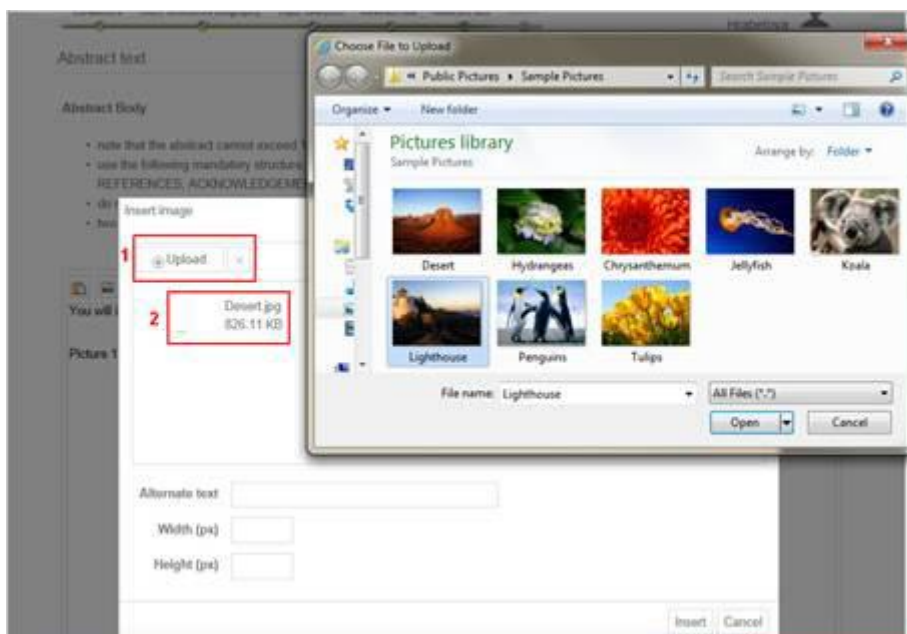 Abstract text
Abstract Body
note that the abstract cannot exceed
use the following mandatory structure
REFERENCES, ACKNOWLEDGEME
Insert image
1
Upload
2
Desert.jpg
826.11 KB
You will
Picture 1
Alternate text
Width (px)
Height (px)
Insert Cancel
Choose File to Upload
« Public Pictures Sample Pictures
Search Sample Pictures
Organize New folder
Pictures library
Sample Pictures
Arrange by: Folder
Desert Hydrangeas Chrysanthemum Jellyfish Koala
Lighthouse Penguins Tulips
File name: Lighthouse
All Files (*.*)
Open Cancel